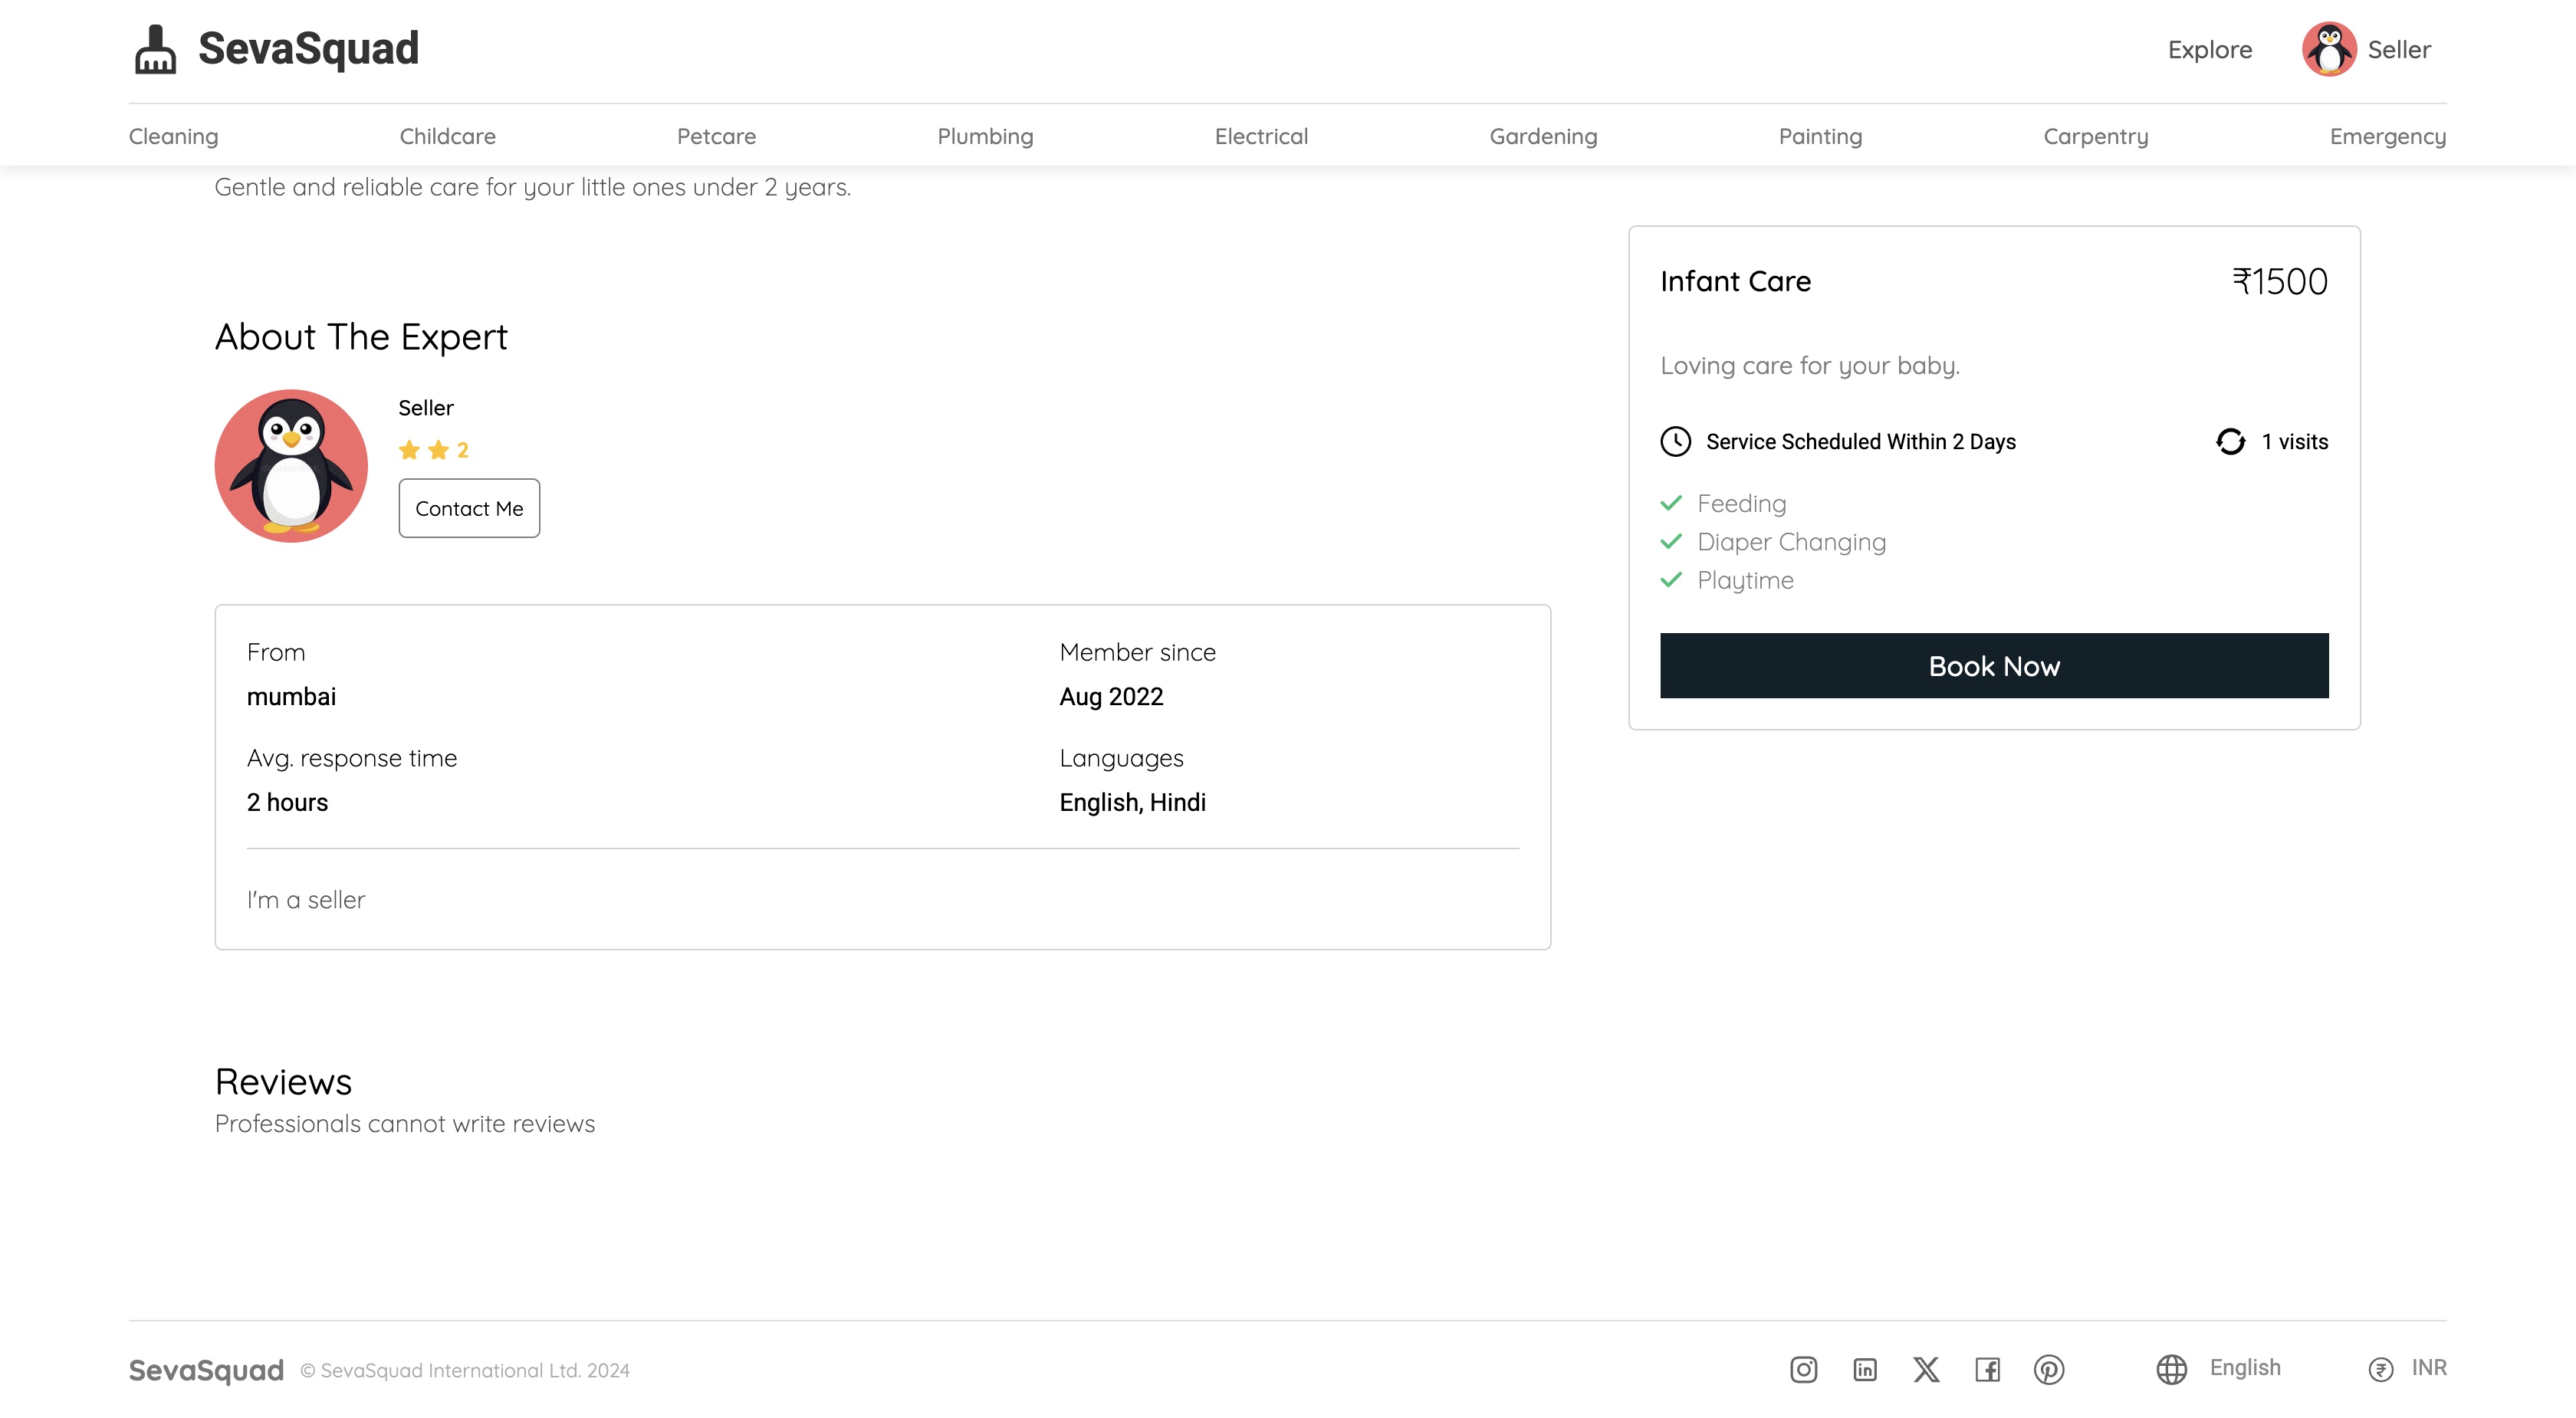 SevaSquad
Explore
Seller
Cleaning
Childcare
Petcare
Plumbing
Electrical
Gardening
Painting
Carpentry
Emergency
Gentle and reliable care for your little ones under 2 years.
About The Expert
Seller
2
Contact Me
From
mumbai
Member since
Aug 2022
Avg. response time
2 hours
Languages
English, Hindi
I'm a seller
Infant Care
₹1500
Loving care for your baby.
Service Scheduled Within 2 Days
1 visits
Feeding
Diaper Changing
Playtime
Book Now
Reviews
Professionals cannot write reviews
SevaSquad
© SevaSquad International Ltd. 2024
English
INR